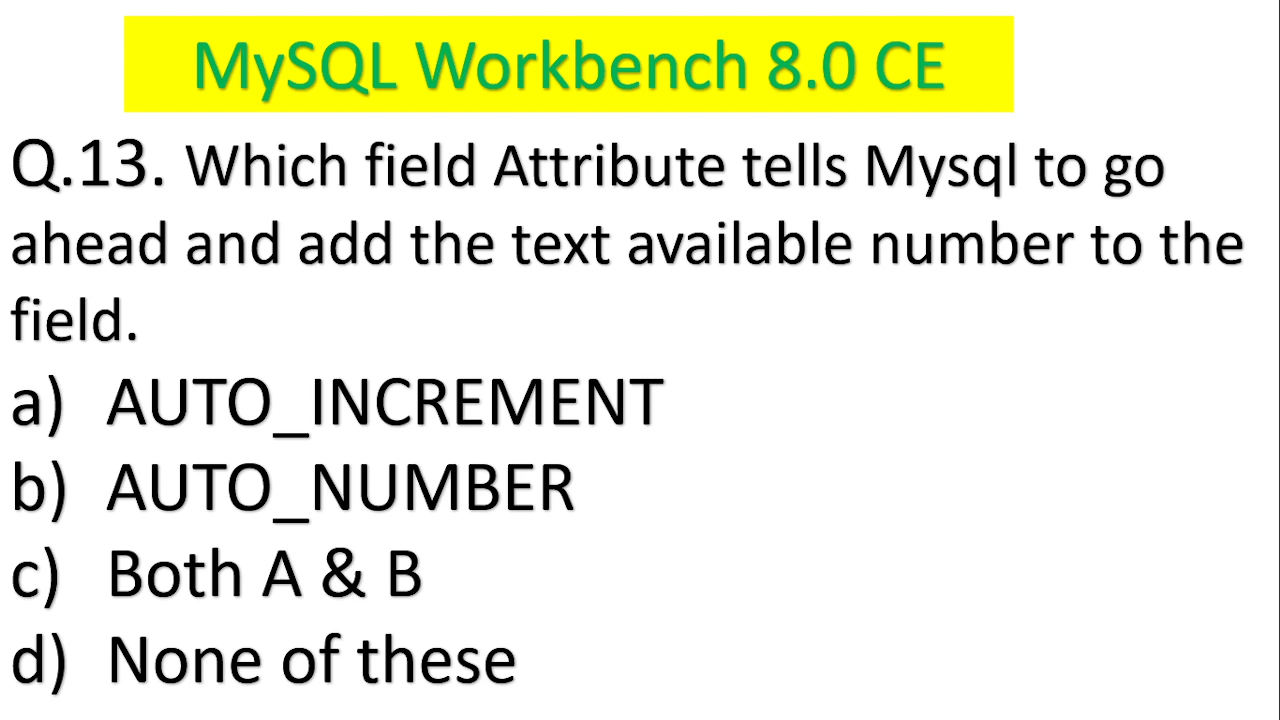 MySQL Workbench 8.0 CE
Q.13. Which field Attribute tells Mysql to go
ahead and add the text available number to the
field.
a) AUTO_INCREMENT
b) AUTO_NUMBER
c) Both A & B
d) None of these